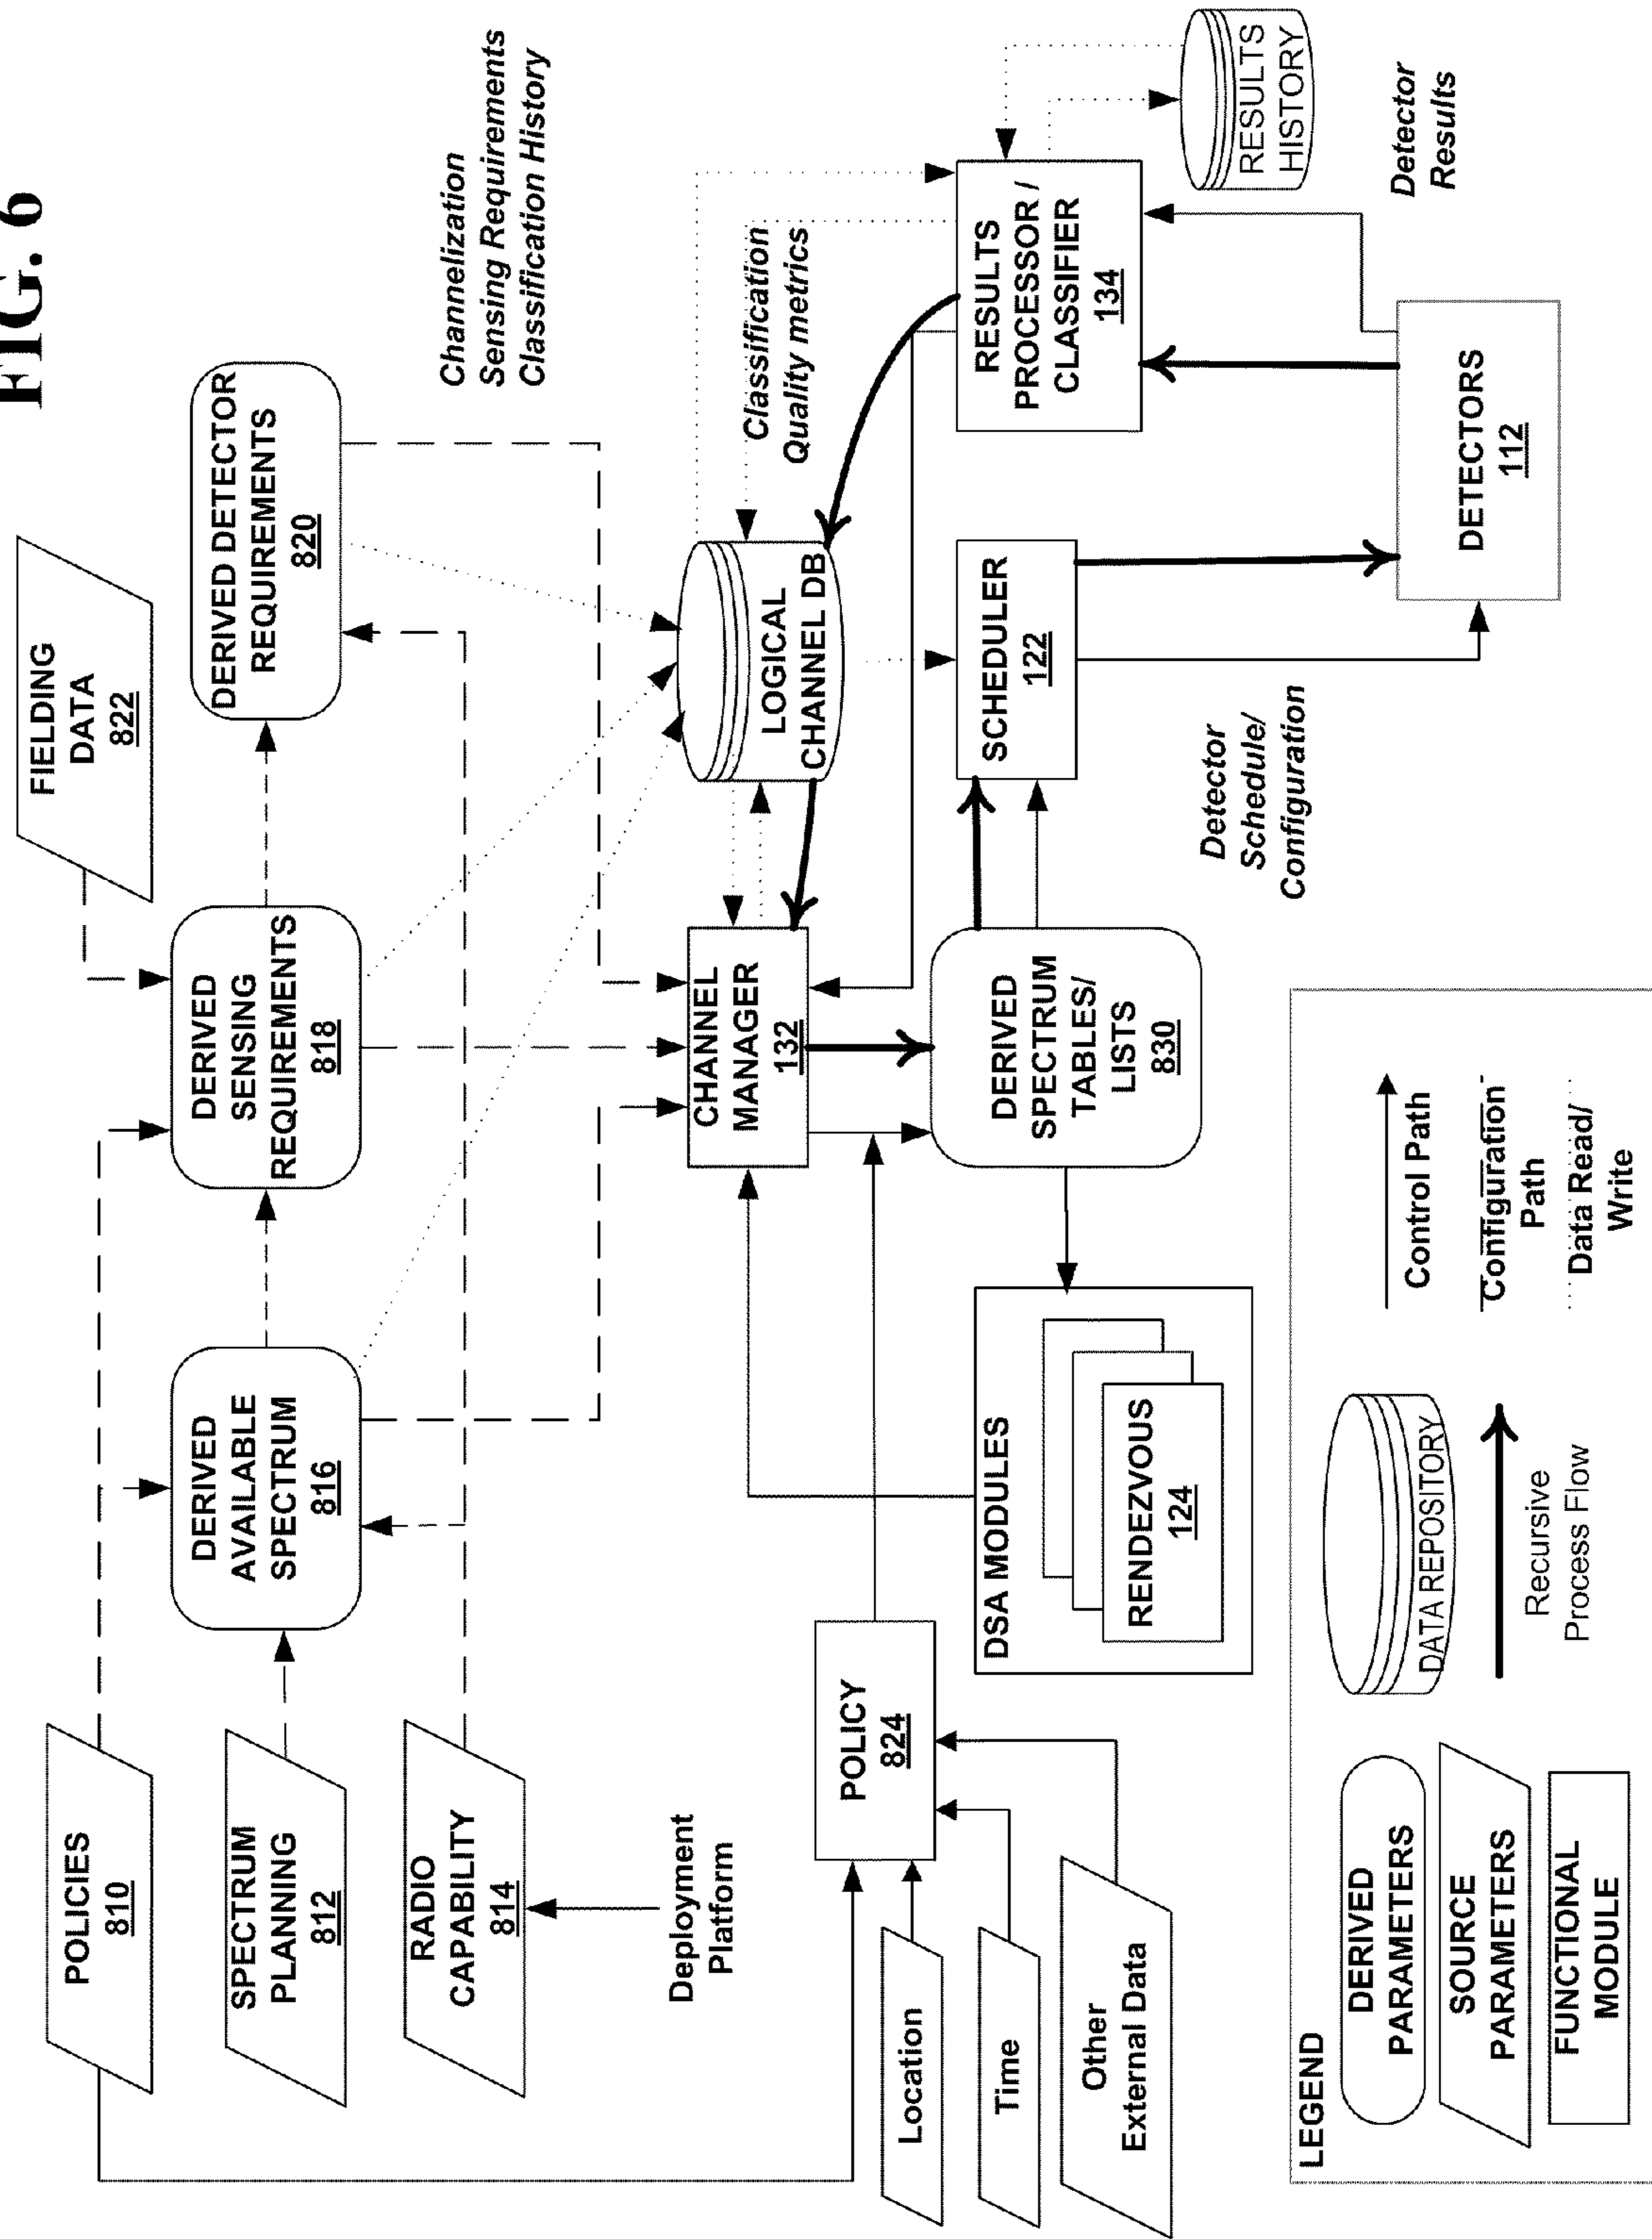 FIG. 6
POLICIES
810
SPECTRUM
PLANNING
812
RADIO
CAPABILITY
814
Deployment
Platform
DERIVED
AVAILABLE
SPECTRUM
816
DERIVED
SENSING
REQUIREMENTS
818
FIELDING
DATA
822
DERIVED DETECTOR
REQUIREMENTS
820
Channelization
Sensing Requirements
Classification History
Location
Time
Other
External Data
POLICY
824
DSA MODULES
RENDEZVOUS
124
CHANNEL
MANAGER
132
DERIVED
SPECTRUM
TABLES/
LISTS
830
LOGICAL
CHANNEL DB
Classification
Quality metrics
SCHEDULER
122
Detector
Schedule/
Configuration
RESULTS
PROCESSOR /
CLASSIFIER
134
RESULTS
HISTORY
DETECTORS
112
Detector
Results
LEGEND
DERIVED
PARAMETERS
SOURCE
PARAMETERS
FUNCTIONAL
MODULE
DATA REPOSITORY
Recursive
Process Flow
Control Path
Configuration
Path
Data Read/
Write